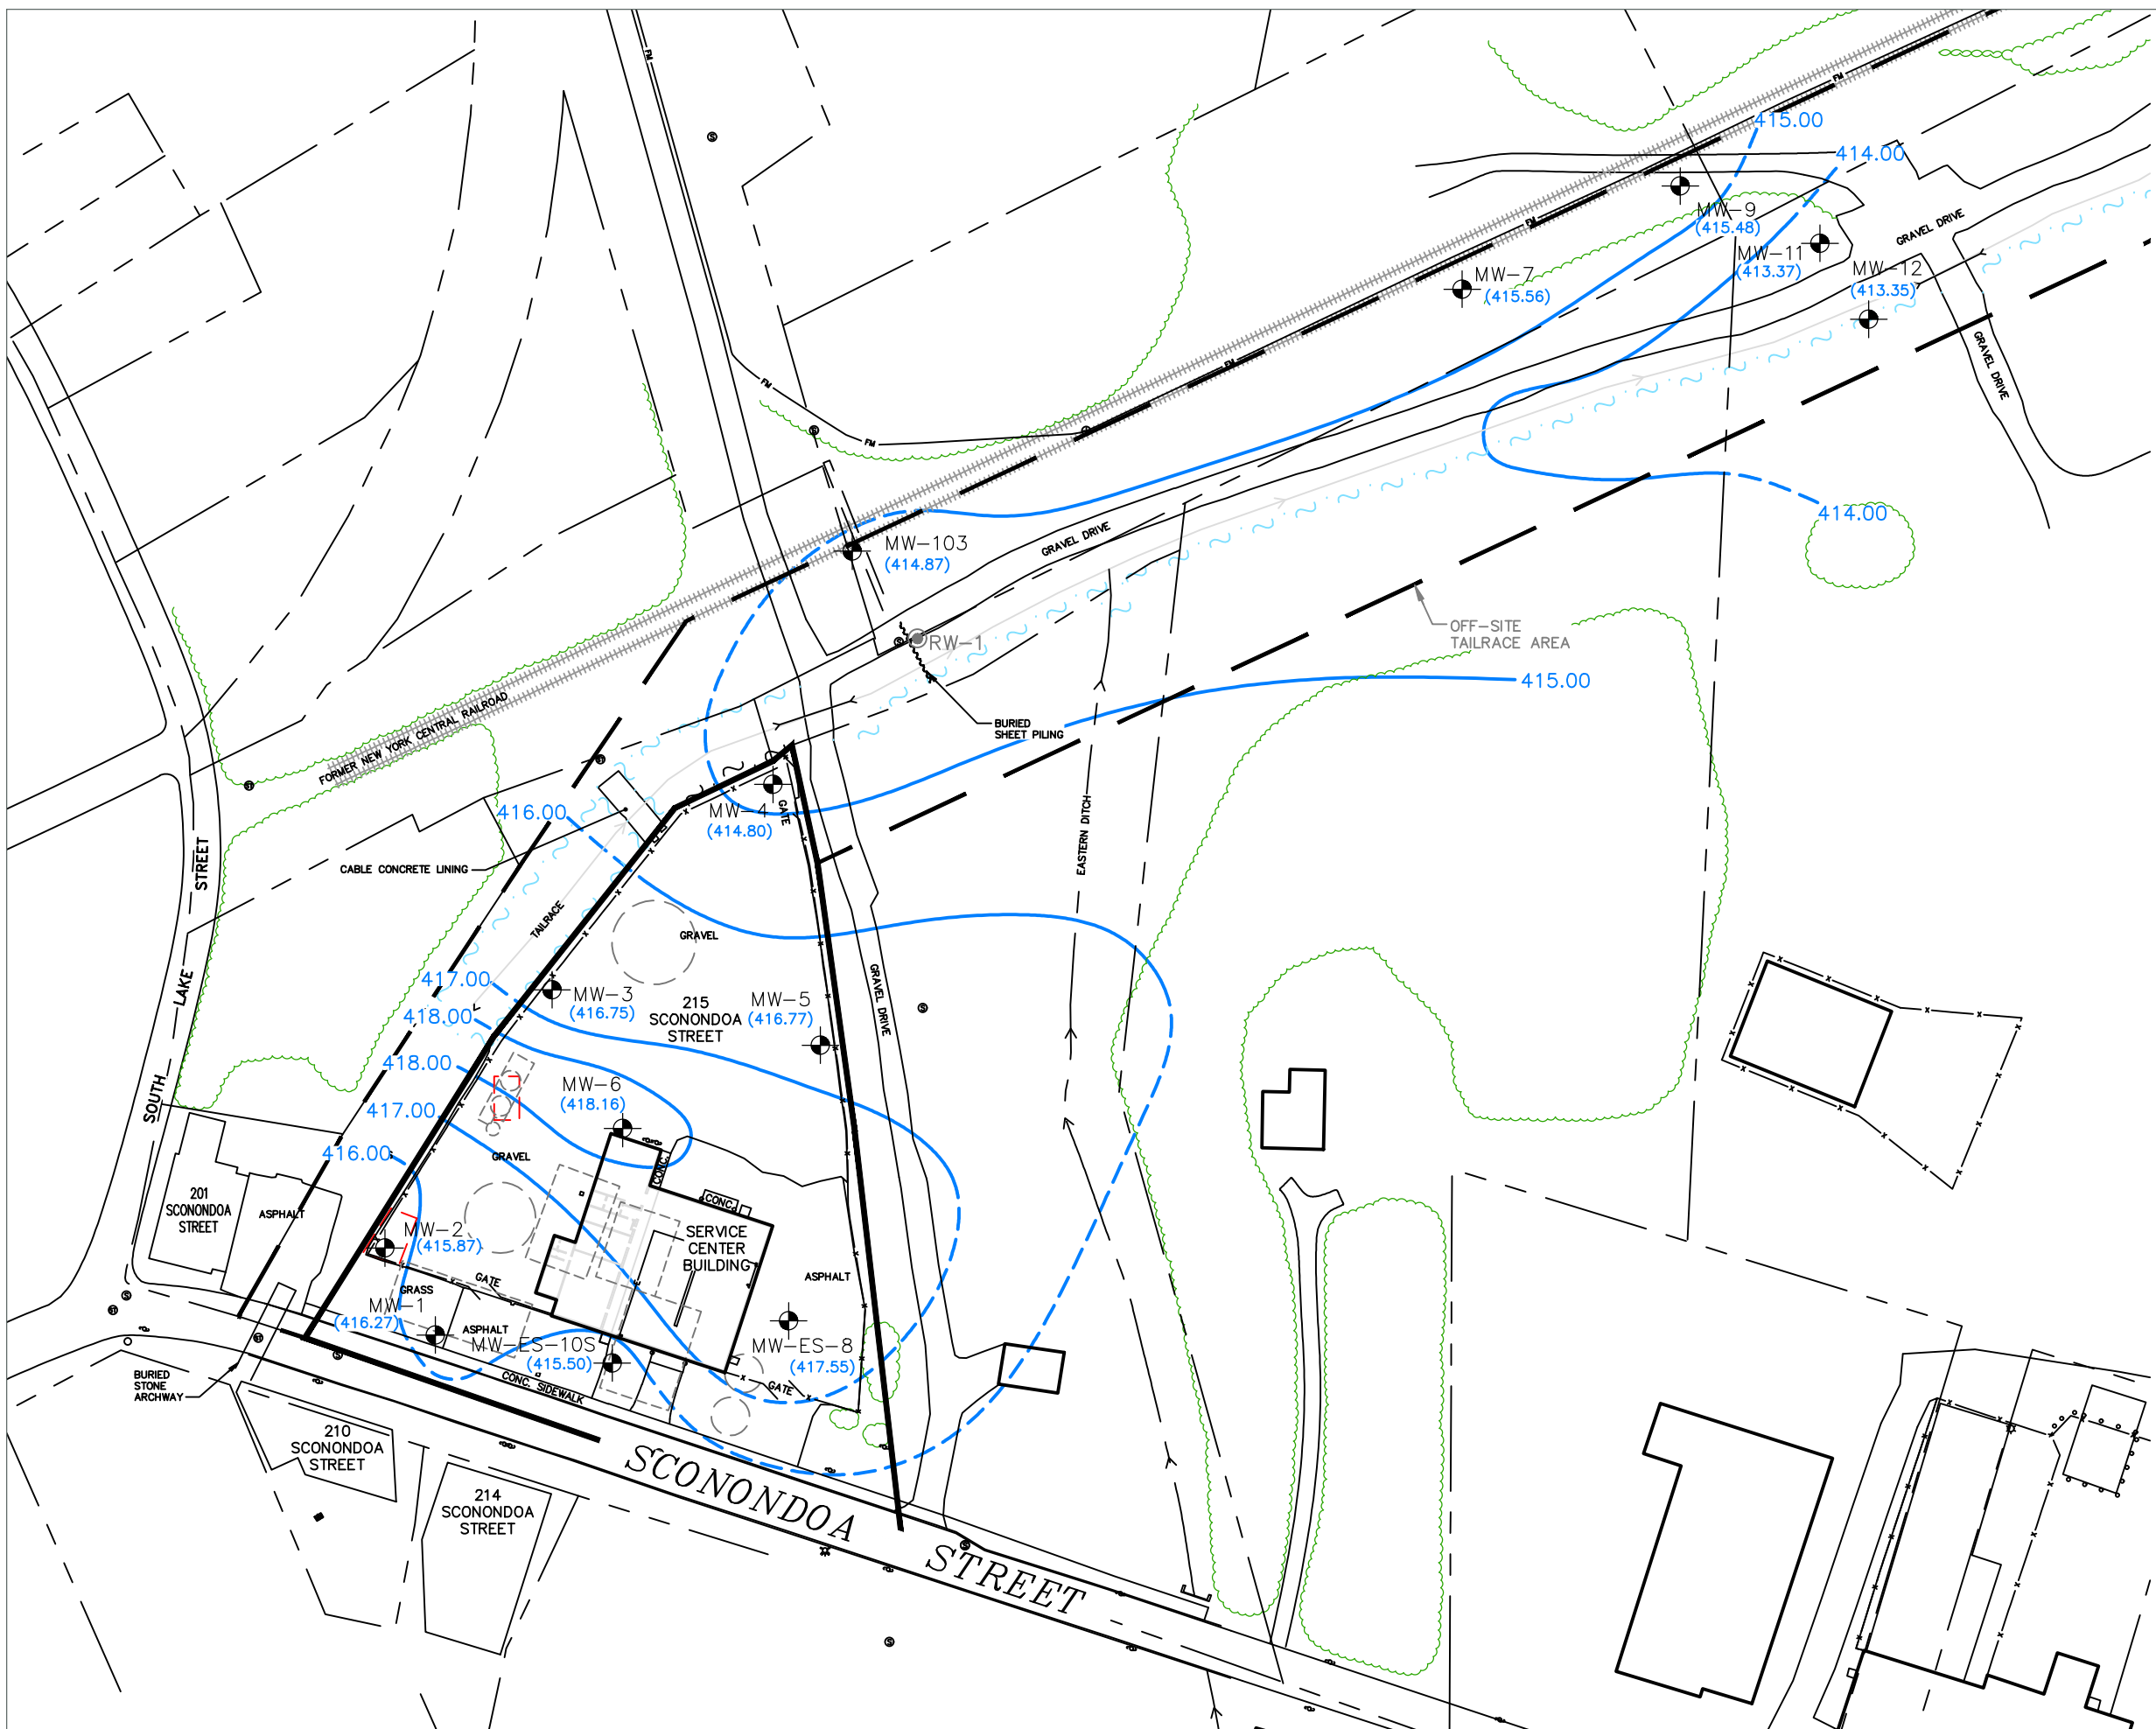 FM
415.00
414.00
FM
MW-9
(415.48)
GRAVEL DRIVE
FM
MW-11
(413.37)
MW-7
(415.56)
MW-12
(413.35)
GRAVEL DRIVE
FM
FM
FM
414.00
MW-103
(414.87)
GRAVEL DRIVE
RW-1
OFF-SITE
TAILRACE AREA
415.00
FORMER NEW YORK CENTRAL RAILROAD
BURIED
SHEET PILING
416.00
MW-4
(414.80)
GATE
EASTERN DITCH
CABLE CONCRETE LINING
TAILRACE
GRAVEL
SOUTH LAKE STREET
417.00
MW-3
(416.75)
215
SCONONDOA
STREET
MW-5
(416.77)
GRAVEL DRIVE
418.00
418.00
MW-6
(418.16)
417.00
416.00
GRAVEL
CONC.
CONC.
201
SCONONDOA
STREET
ASPHALT
MW-2
(415.87)
SERVICE
CENTER
BUILDING
ASPHALT
GATE
GRASS
MW-1
(416.27)
ASPHALT
MW-ES-10S
(415.50)
MW-ES-8
(417.55)
GATE
CONC. SIDEWALK
BURIED
STONE
ARCHWAY
210
SCONONDOA
STREET
214
SCONONDOA
STREET
SCONONDOA STREET